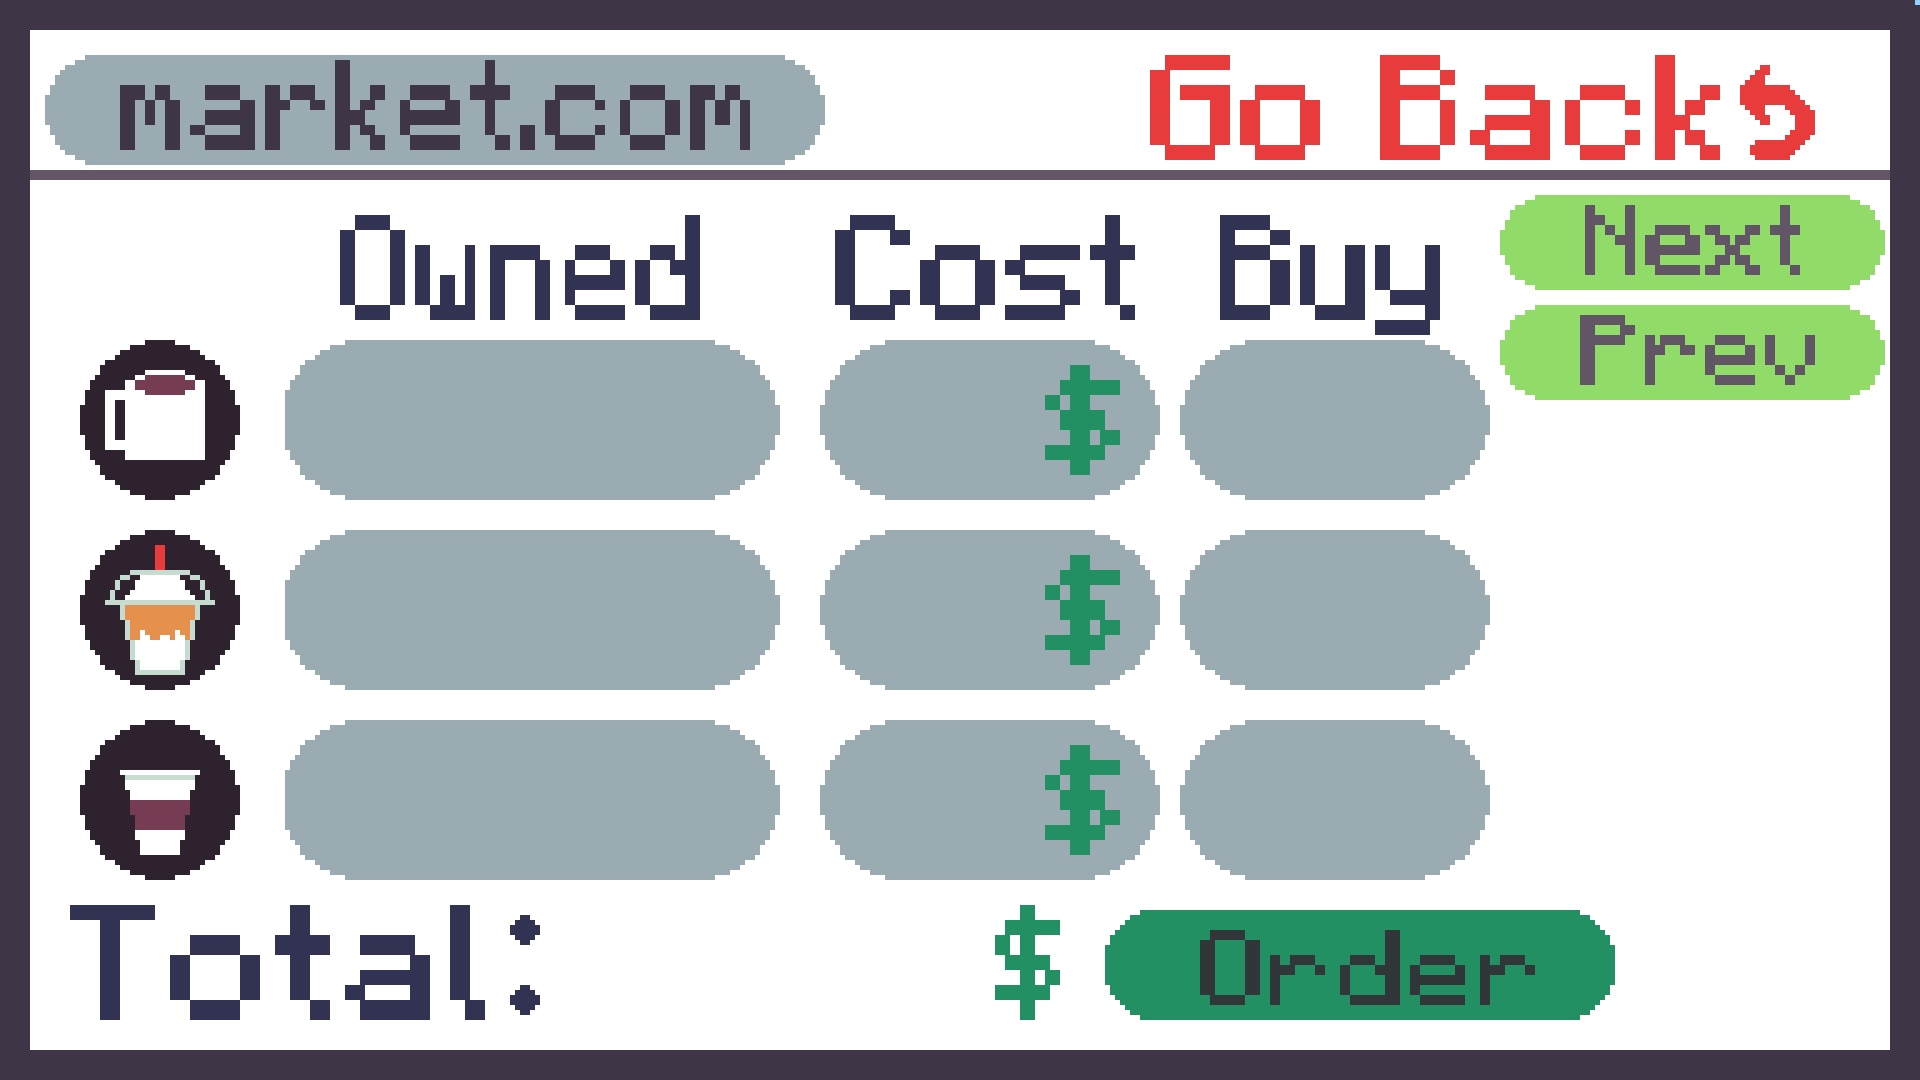 market.com
Go Back
Owned Cost Buy
Next
Prev
$
$
$
Total: $ Order